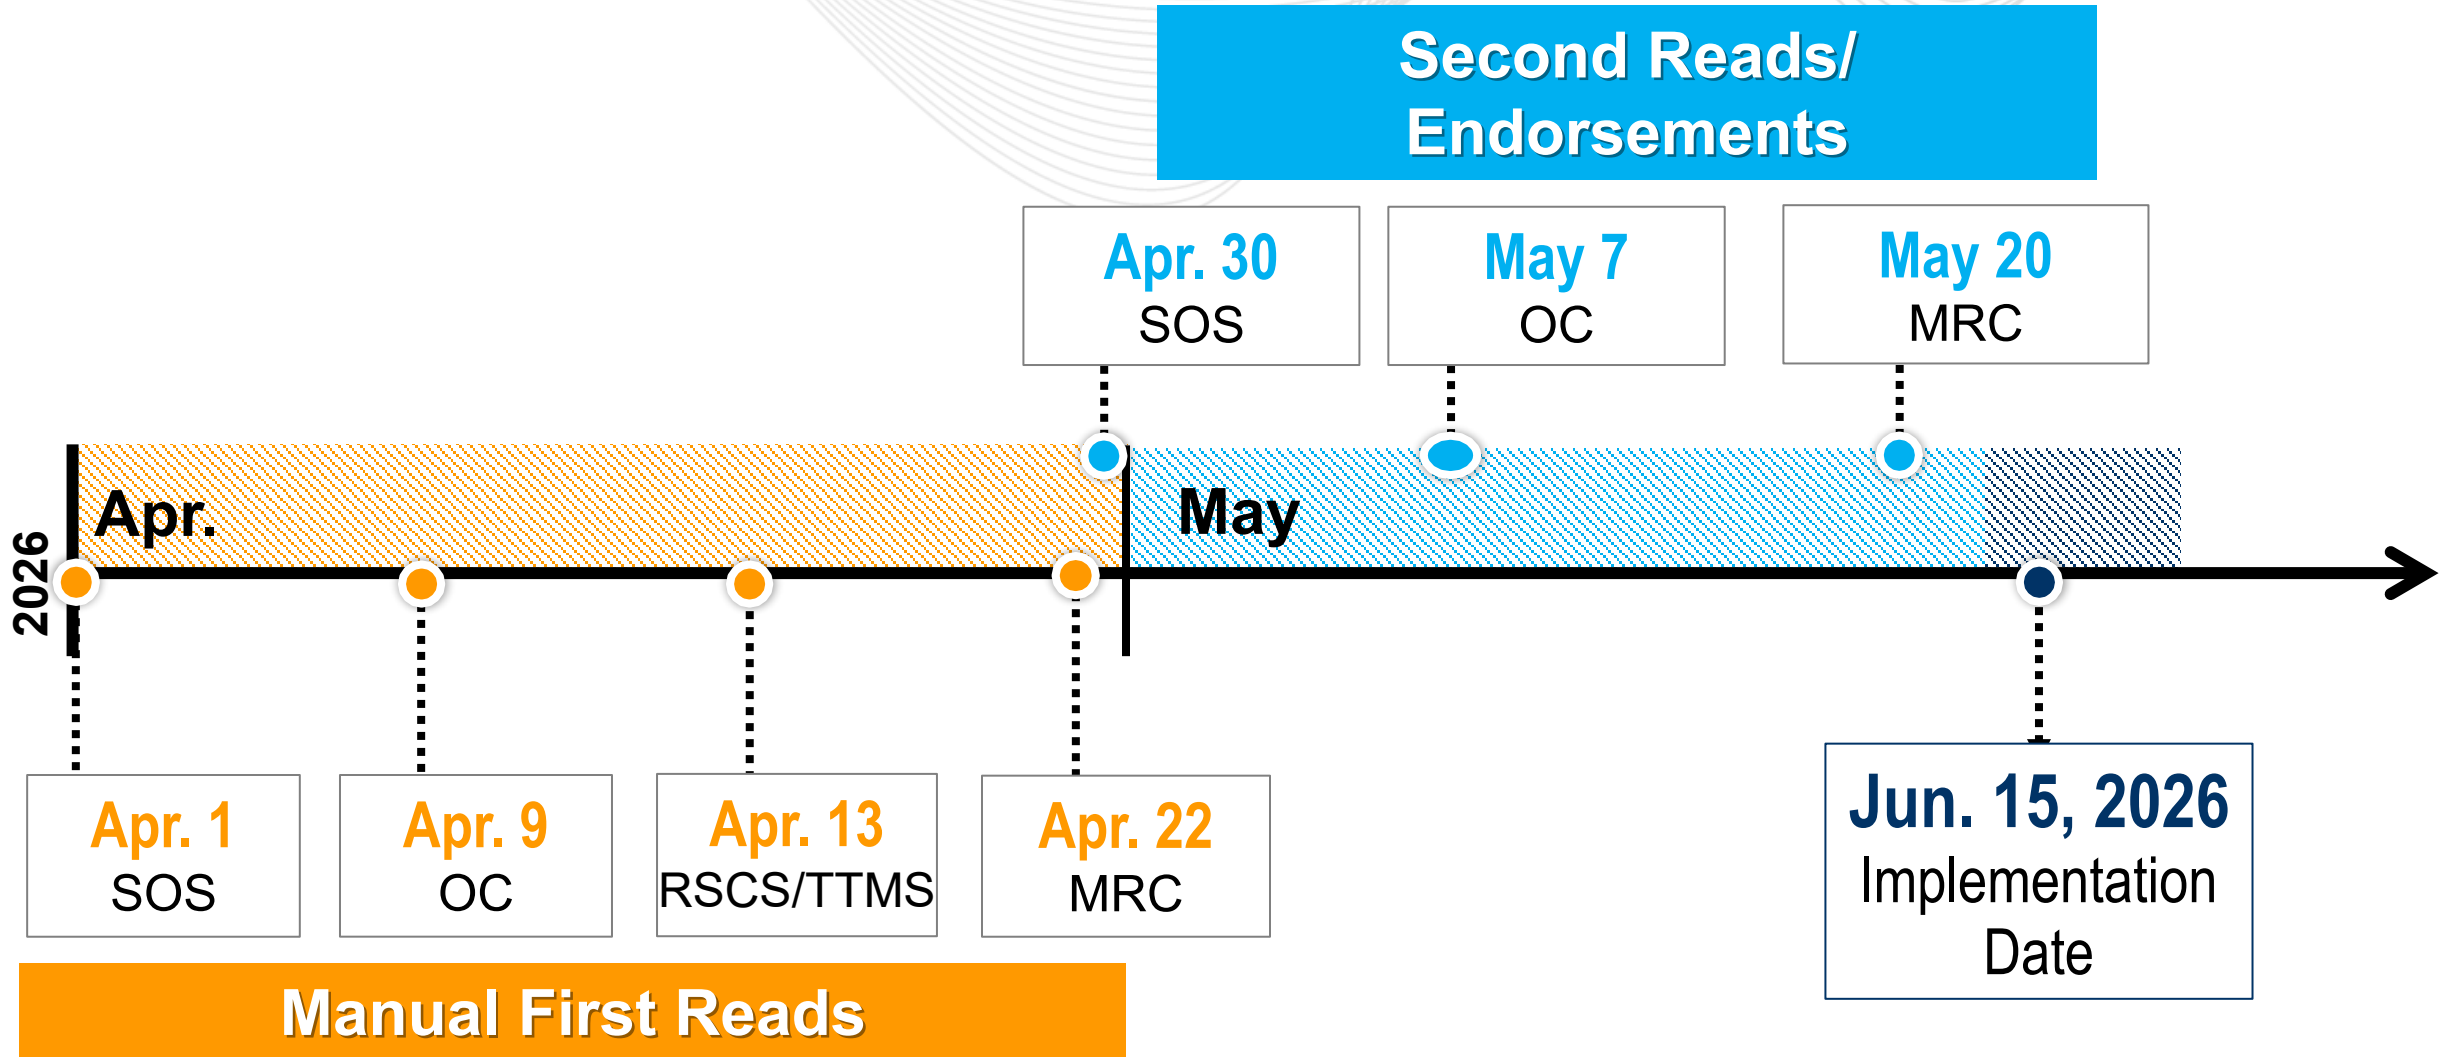 Second Reads/
Endorsements
Apr. 30
SOS
May 7
OC
May 20
MRC
2026
Apr.
May
Apr. 1
SOS
Apr. 9
OC
Apr. 13
RSCS/TTMS
Apr. 22
MRC
Jun. 15, 2026
Implementation
Date
Manual First Reads